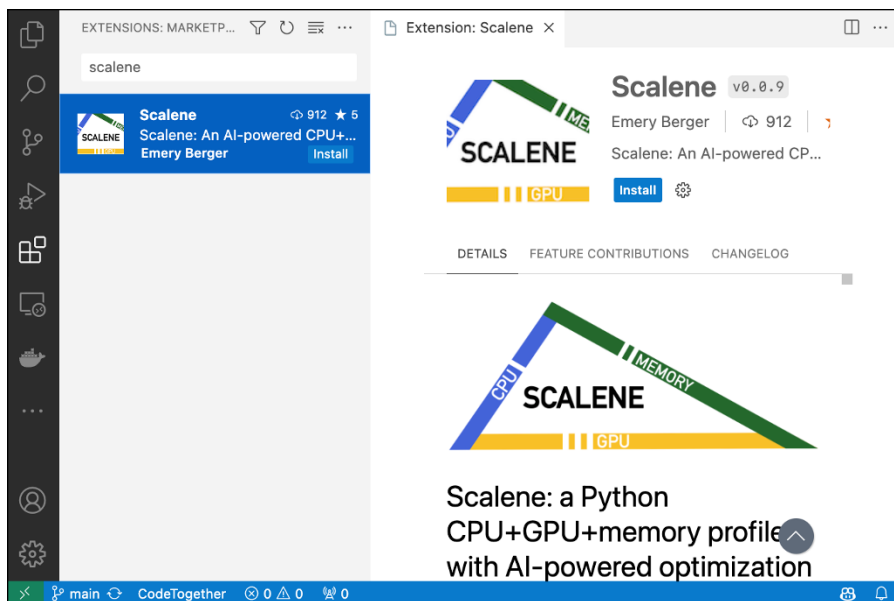 EXTENSIONS: MARKETP...
scalene
SCALENE
Scalene 912 5
Scalene: An AI-powered CPU+...
Emery Berger Install
Extension: Scalene
SCALENE
GPU
Scalene v0.0.9
Emery Berger 912
Scalene: An AI-powered CP...
Install
DETAILS FEATURE CONTRIBUTIONS CHANGELOG
CPU
MEMORY
SCALENE
GPU
Scalene: a Python
CPU+GPU+memory profile
with AI-powered optimization
main CodeTogether 0 0 0